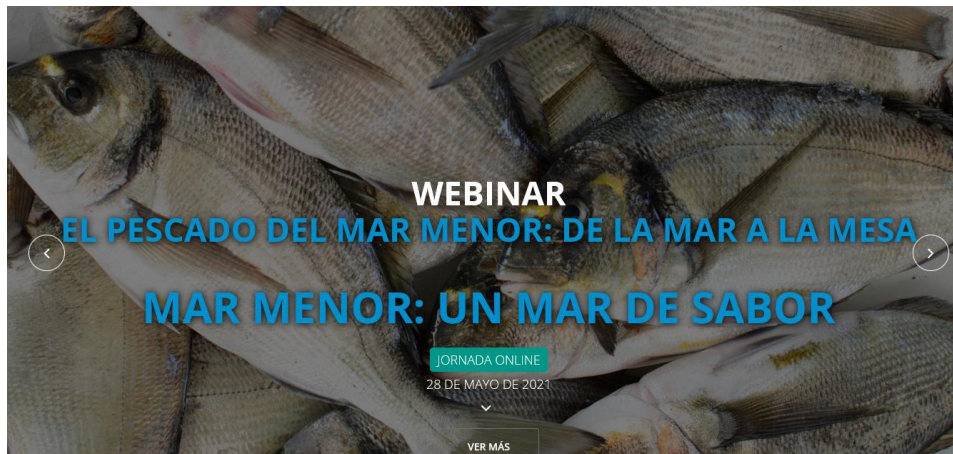 WEBINAR
EL PESCADO DEL MAR MENOR: DE LA MAR A LA MESA
MAR MENOR: UN MAR DE SABOR
JORNADA ONLINE
28 DE MAYO DE 2021
VER MÁS